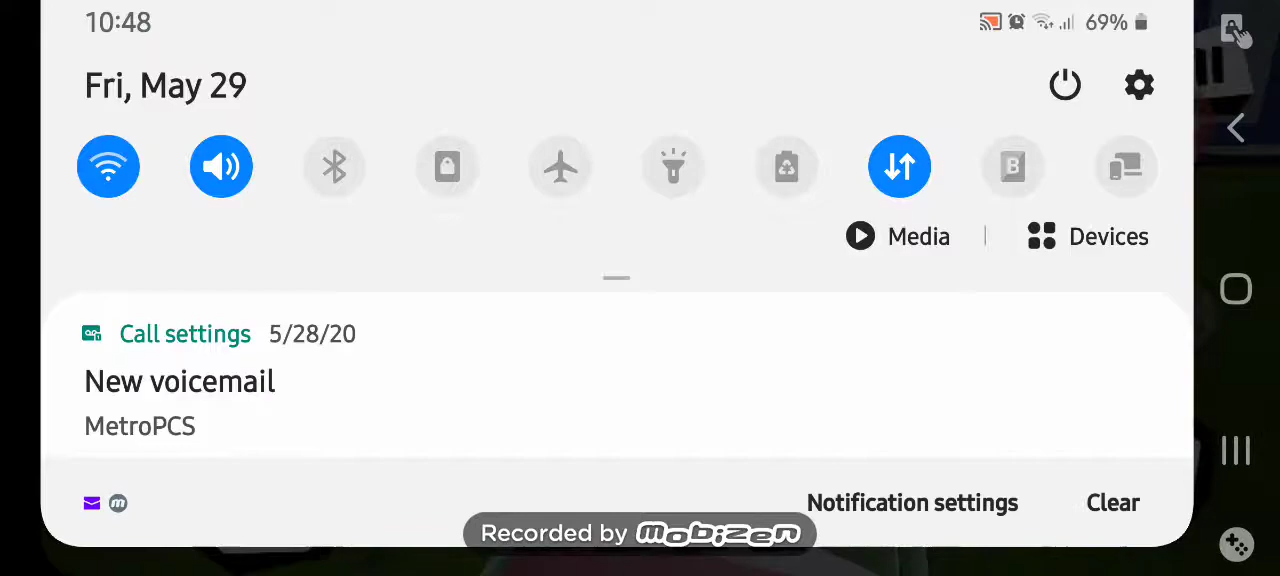 10:48
69%
Fri, May 29
B
Media | Devices
Call settings 5/28/20
New voicemail
MetroPCS
m
Notification settings Clear
Recorded by mobizen